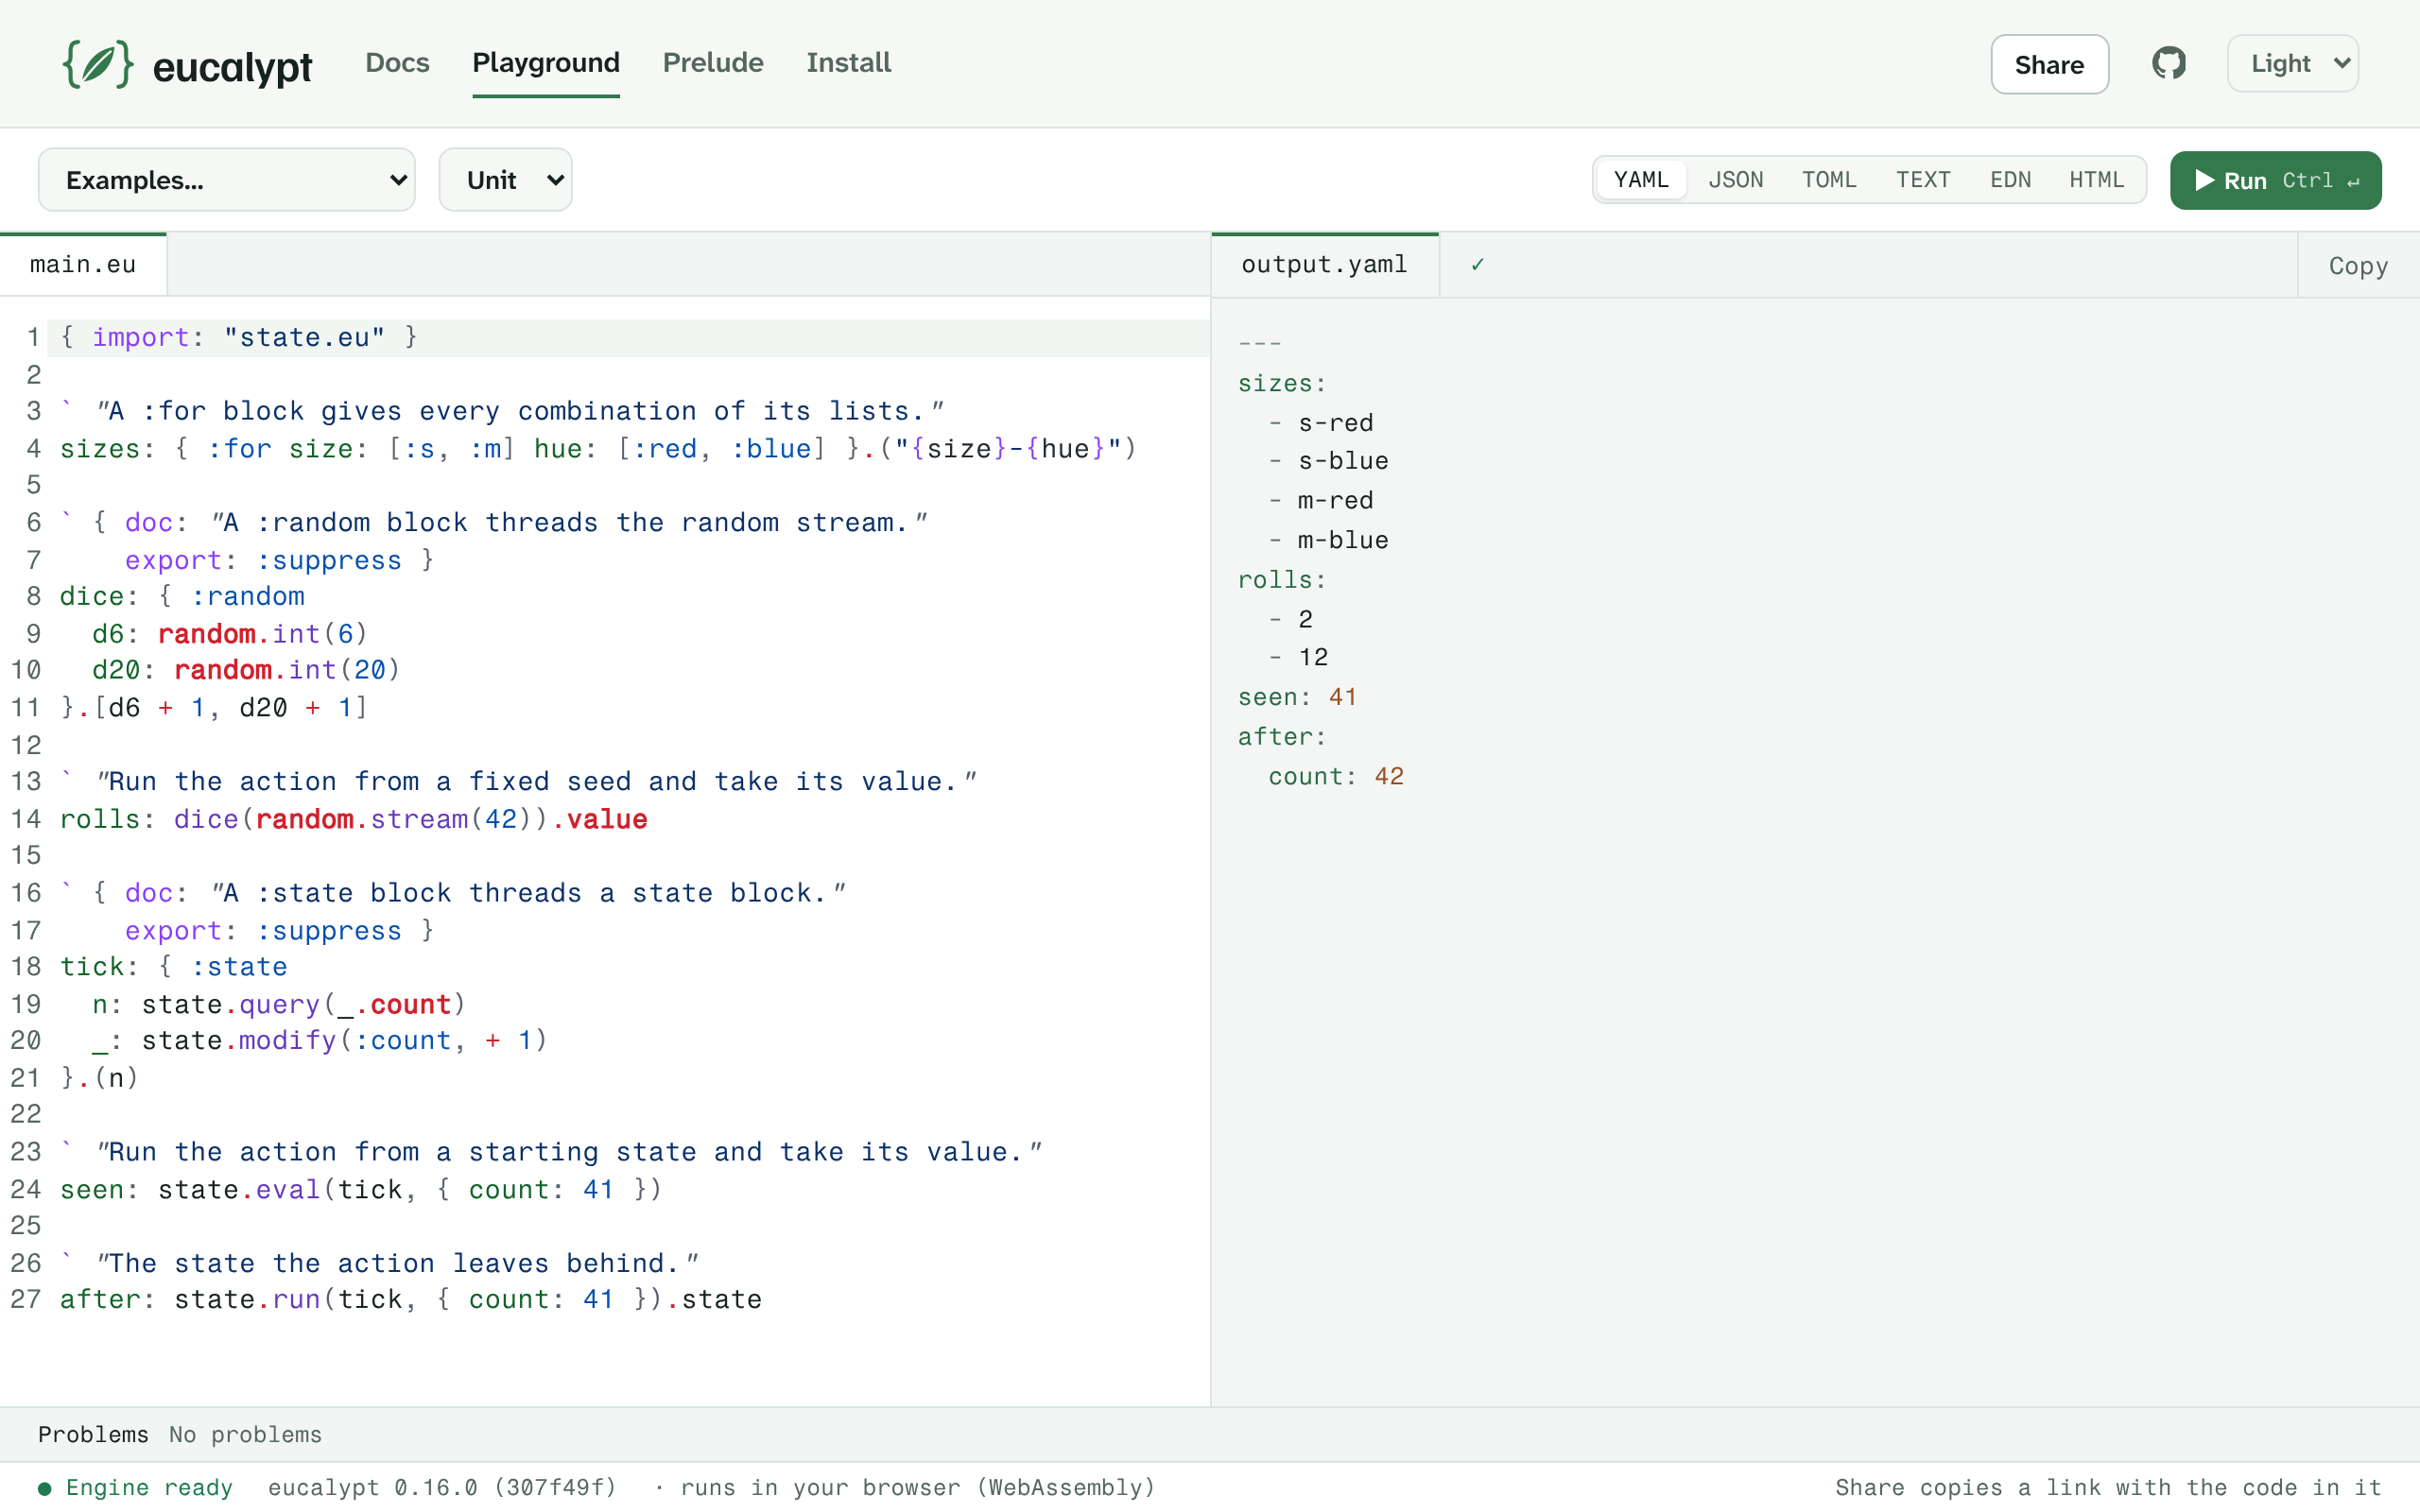 eucalypt Docs Playground Prelude Install Share Light
Examples... Unit YAML JSON TOML TEXT EDN HTML Run Ctrl ↵
main.eu
output.yaml ✓ Copy
1 { import: "state.eu" }
2
3 ` "A :for block gives every combination of its lists."
4 sizes: { :for size: [:s, :m] hue: [:red, :blue] }.("{size}-{hue}")
5
6 ` { doc: "A :random block threads the random stream."
7     export: :suppress }
8 dice: { :random
9   d6: random.int(6)
10   d20: random.int(20)
11 }.[d6 + 1, d20 + 1]
12
13 ` "Run the action from a fixed seed and take its value."
14 rolls: dice(random.stream(42)).value
15
16 ` { doc: "A :state block threads a state block."
17     export: :suppress }
18 tick: { :state
19   n: state.query(_.count)
20   _: state.modify(:count, + 1)
21 }.(n)
22
23 ` "Run the action from a starting state and take its value."
24 seen: state.eval(tick, { count: 41 })
25
26 ` "The state the action leaves behind."
27 after: state.run(tick, { count: 41 }).state
---
sizes:
  - s-red
  - s-blue
  - m-red
  - m-blue
rolls:
  - 2
  - 12
seen: 41
after:
  count: 42
Problems No problems
● Engine ready eucalypt 0.16.0 (307f49f) · runs in your browser (WebAssembly) Share copies a link with the code in it